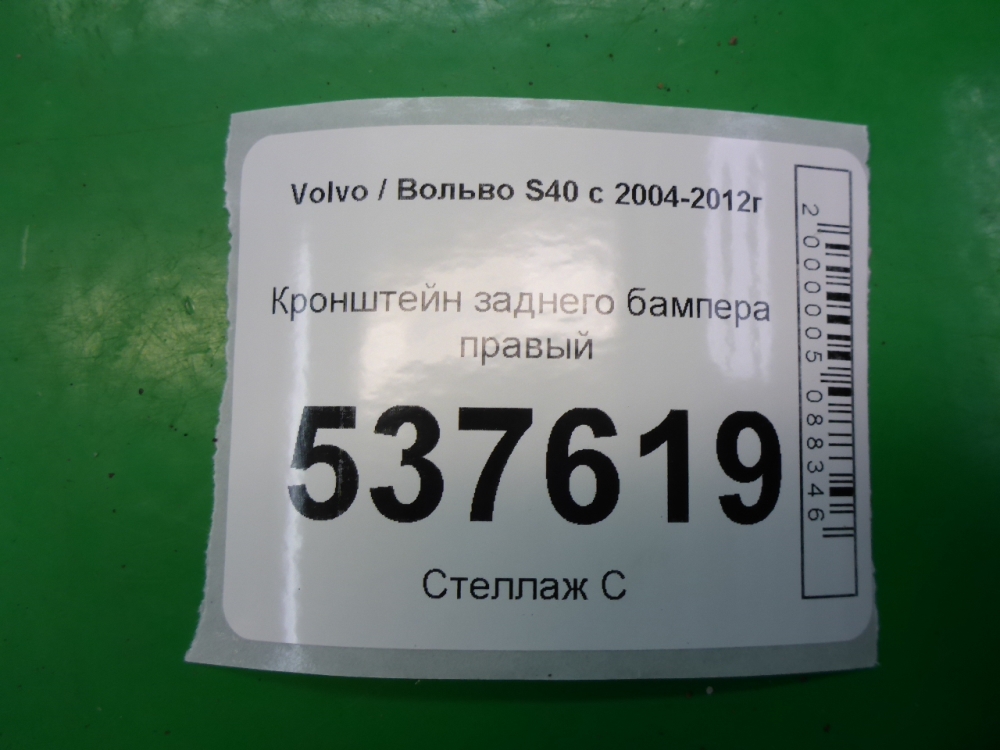 Volvo / Вольво S40 с 2004-2012г
Кронштейн заднего бампера
правый
537619
Стеллаж С
2000005088346